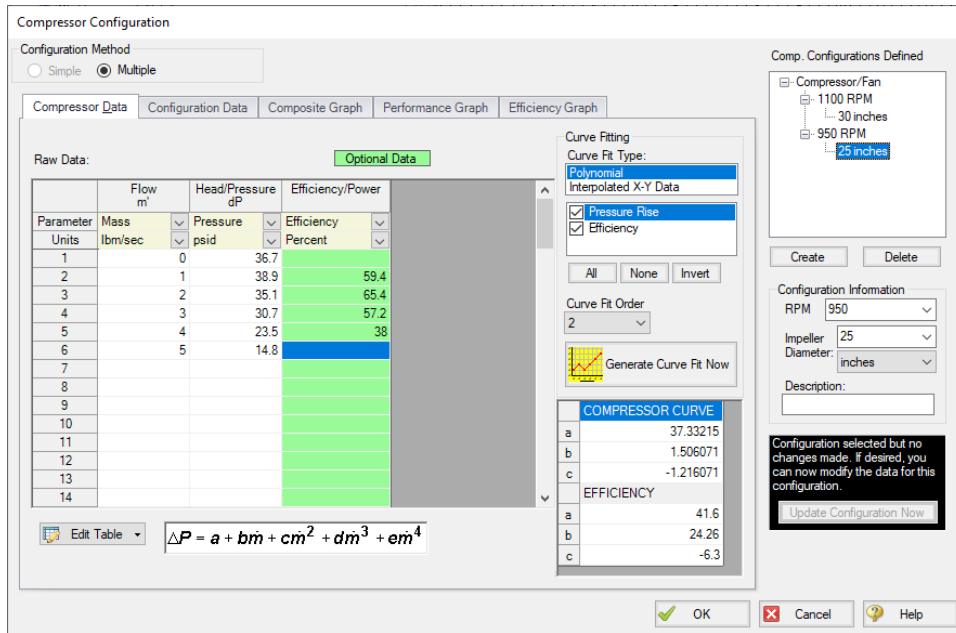 Compressor Configuration
Configuration Method
Simple
Multiple
Compressor Data
Configuration Data
Composite Graph
Performance Graph
Efficiency Graph
Raw Data:
Optional Data
Flow
m'
Head/Pressure
dP
Efficiency/Power
Parameter Mass Pressure Efficiency
Units lbm/sec psid Percent
1 0 36.7
2 1 38.9 59.4
3 2 35.1 65.4
4 3 30.7 57.2
5 4 23.5 38
6 5 14.8
7
8
9
10
11
12
13
14
Edit Table
ΔP = a + bṁ + cṁ² + dṁ³ + eṁ⁴
Curve Fitting
Curve Fit Type:
Polynomial
Interpolated X-Y Data
Pressure Rise
Efficiency
All
None
Invert
Curve Fit Order
2
Generate Curve Fit Now
COMPRESSOR CURVE
a 37.33215
b 1.506071
c -1.216071
EFFICIENCY
a 41.6
b 24.26
c -6.3
Comp. Configurations Defined
Compressor/Fan
1100 RPM
30 inches
950 RPM
25 inches
Create
Delete
Configuration Information
RPM 950
Impeller
Diameter:
25
inches
Description:
Configuration selected but no
changes made. If desired, you
can now modify the data for this
configuration.
Update Configuration Now
OK
Cancel
Help